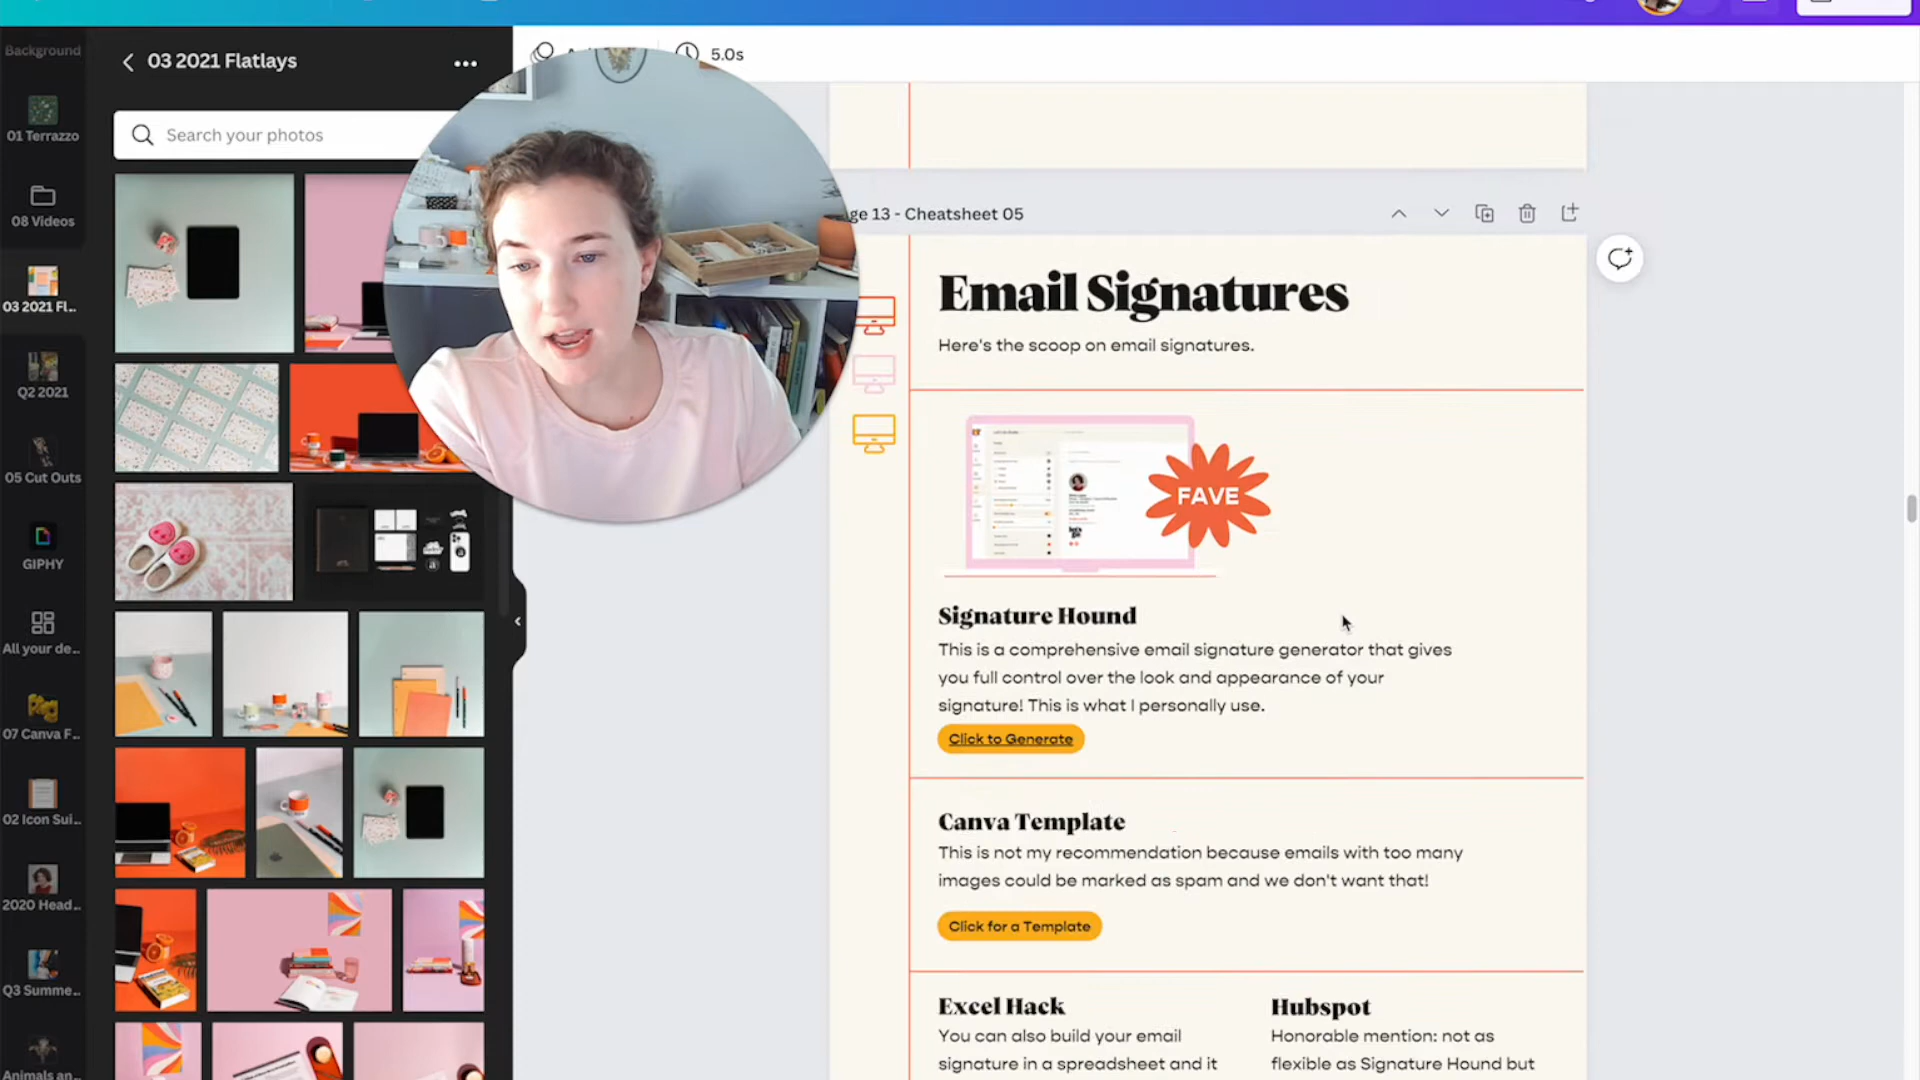 Background
01 Terrazzo
08 Videos
03 2021 Fl...
Q2 2021
05 Cut Outs
GIPHY
All your de...
07 Canva F...
02 Icon Sui...
2020 Head...
Q3 Summe...
Animals an...
03 2021 Flatlays
Search your photos
5.0s
ge 13 - Cheatsheet 05
Email Signatures
Here's the scoop on email signatures.
FAVE
Signature Hound
This is a comprehensive email signature generator that gives
you full control over the look and appearance of your
signature! This is what I personally use.
Click to Generate
Canva Template
This is not my recommendation because emails with too many
images could be marked as spam and we don't want that!
Click for a Template
Excel Hack
You can also build your email
signature in a spreadsheet and it
Hubspot
Honorable mention: not as
flexible as Signature Hound but